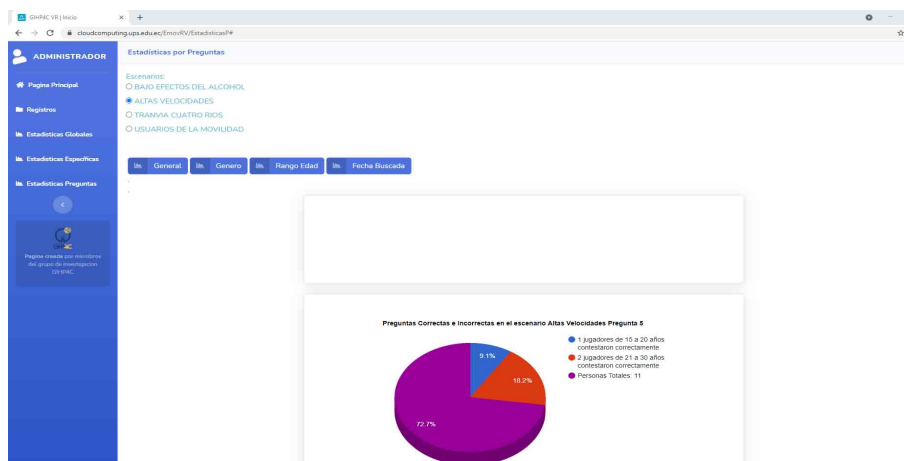 GIHP4C VR | Inicio
cloudcomputing.ups.edu.ec/EmovRV/Estadisticas?#
ADMINISTRADOR
Pagina Principal
Registros
Estadisticas Globales
Estadisticas Especificas
Estadisticas Preguntas
GIHP4C
Pagina creada por miembros
del grupo de investigacion
GIHP4C
Estadísticas por Preguntas
Escenarios:
BAJO EFECTOS DEL ALCOHOL
ALTAS VELOCIDADES
TRANVIA CUATRO RIOS
USUARIOS DE LA MOVILIDAD
General Genero Rango Edad Fecha Buscada
Preguntas Correctas e Incorrectas en el escenario Altas Velocidades Pregunta 5
9.1%
18.2%
72.7%
1 jugadores de 15 a 20 años
contestaron correctamente
2 jugadores de 21 a 30 años
contestaron correctamente
Personas Totales: 11